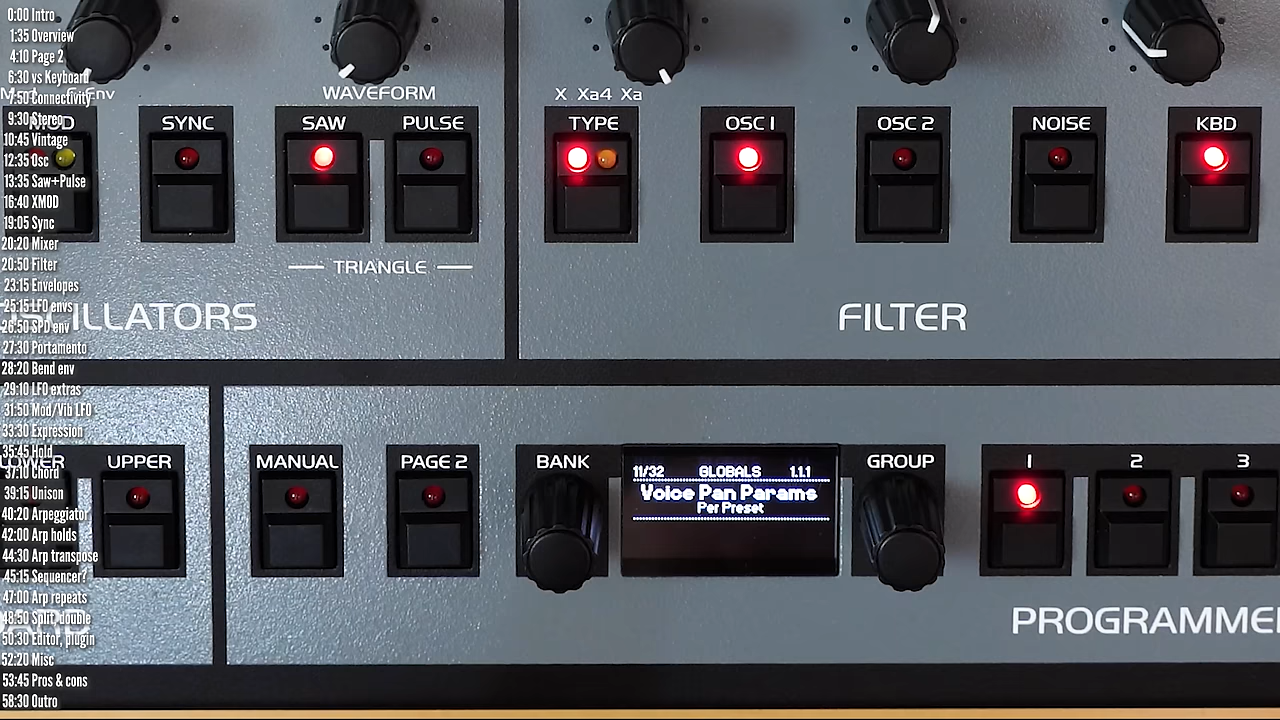 0:00 Intro
1:35 Overview
4:10 Page 2
6:30 vs Keyboard
7:50 Connectivity
9:30 Stereo
10:45 Vintage
12:35 Osc
13:35 Saw+Pulse
16:40 XMOD
19:05 Sync
20:20 Mixer
20:50 Filter
23:15 Envelopes
25:15 LFO envs
26:50 SPD env
27:30 Portamento
28:20 Bend env
29:10 LFO extras
31:50 Mod/Vib LFO
33:30 Expression
35:45 Hold
37:20 Chord
39:15 Unison
40:20 Arpeggiator
42:00 Arp holds
44:30 Arp transpose
45:15 Sequencer?
47:00 Arp repeats
48:50 Split/double
50:30 Editor, plugin
52:20 Misc
53:45 Pros & cons
58:30 Outro
WAVEFORM
X Xa4 Xa
SYNC SAW PULSE TYPE OSC 1 OSC 2 NOISE KBD
TRIANGLE
OSCILLATORS
FILTER
LOWER UPPER MANUAL PAGE 2 BANK GROUP 1 2 3
11/32 GLOBALS 1.1.1
Voice Pan Params
Per Preset
PROGRAMMER